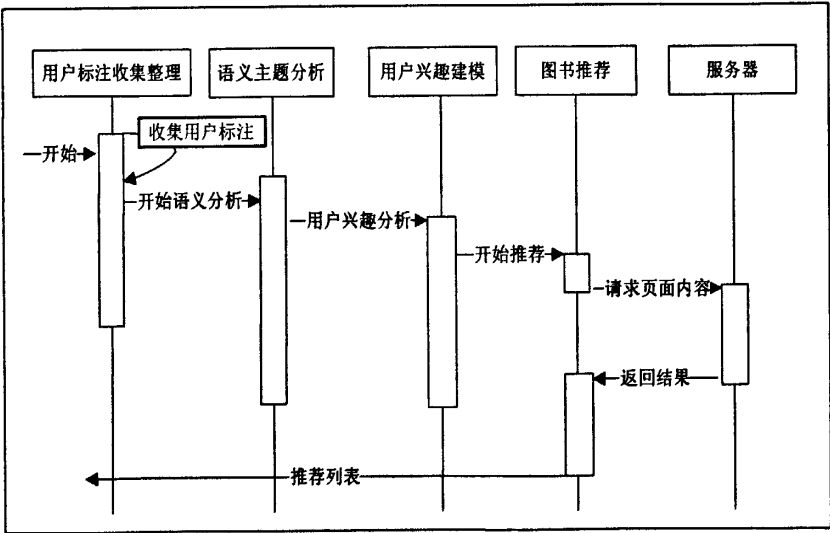 用户标注收集整理
语义主题分析
用户兴趣建模
图书推荐
服务器
收集用户标注
开始
开始语义分析
用户兴趣分析
开始推荐
请求页面内容
返回结果
推荐列表